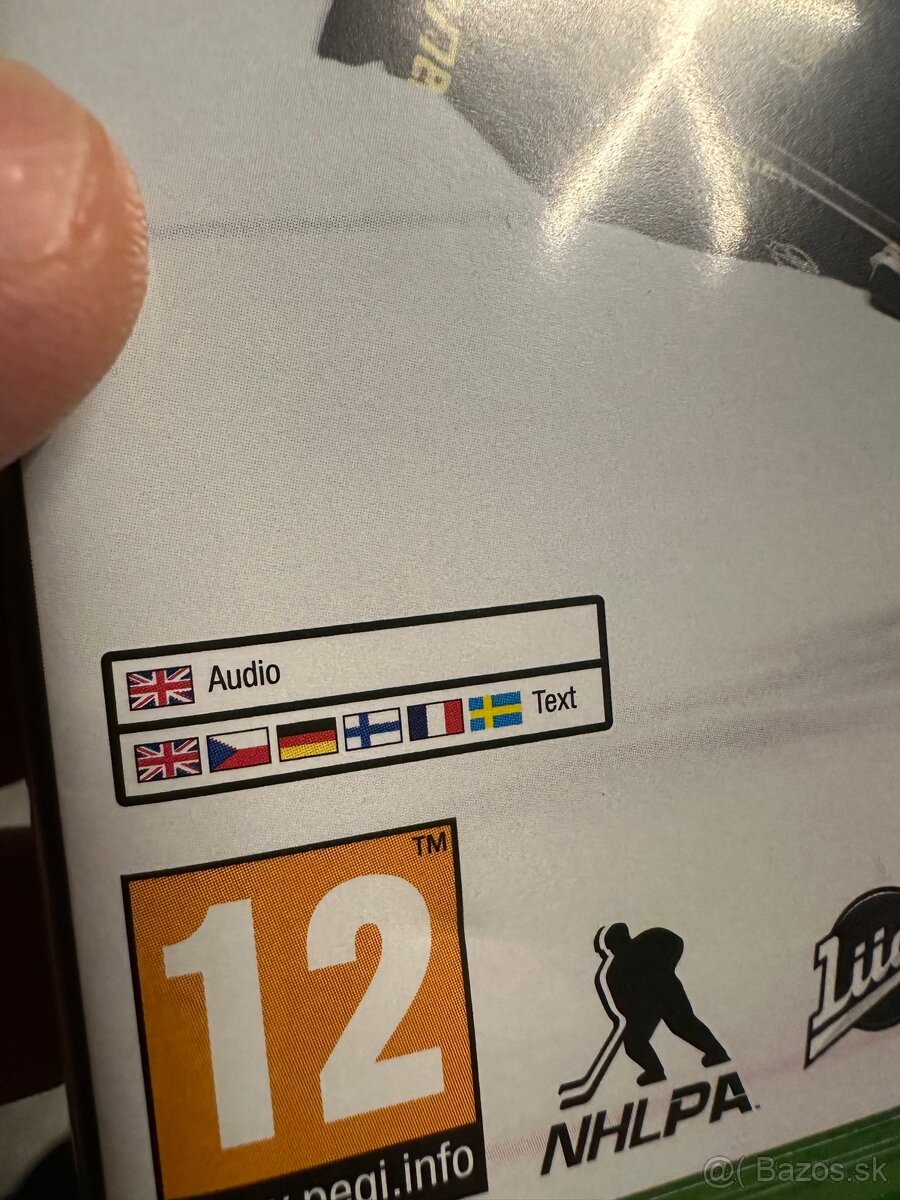 Audio
Text
TM
12
pegi.info
NHLPA
@( Bazos.sk